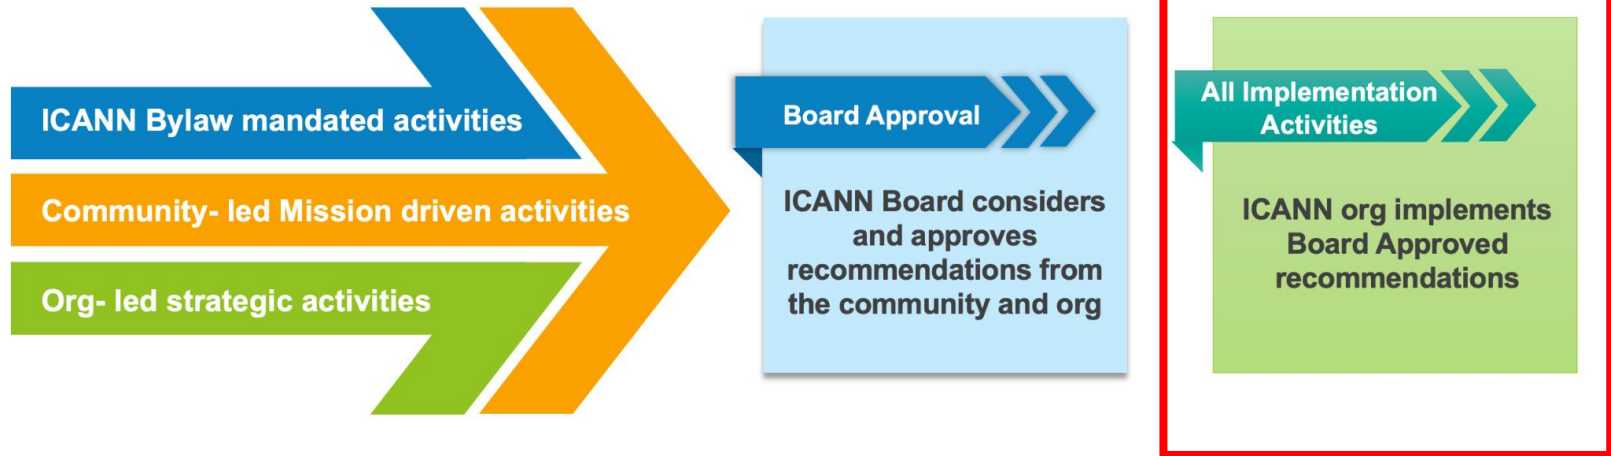 ICANN Bylaw mandated activities
Community- led Mission driven activities
Org- led strategic activities
Board Approval
ICANN Board considers
and approves
recommendations from
the community and org
All Implementation
Activities
ICANN org implements
Board Approved
recommendations